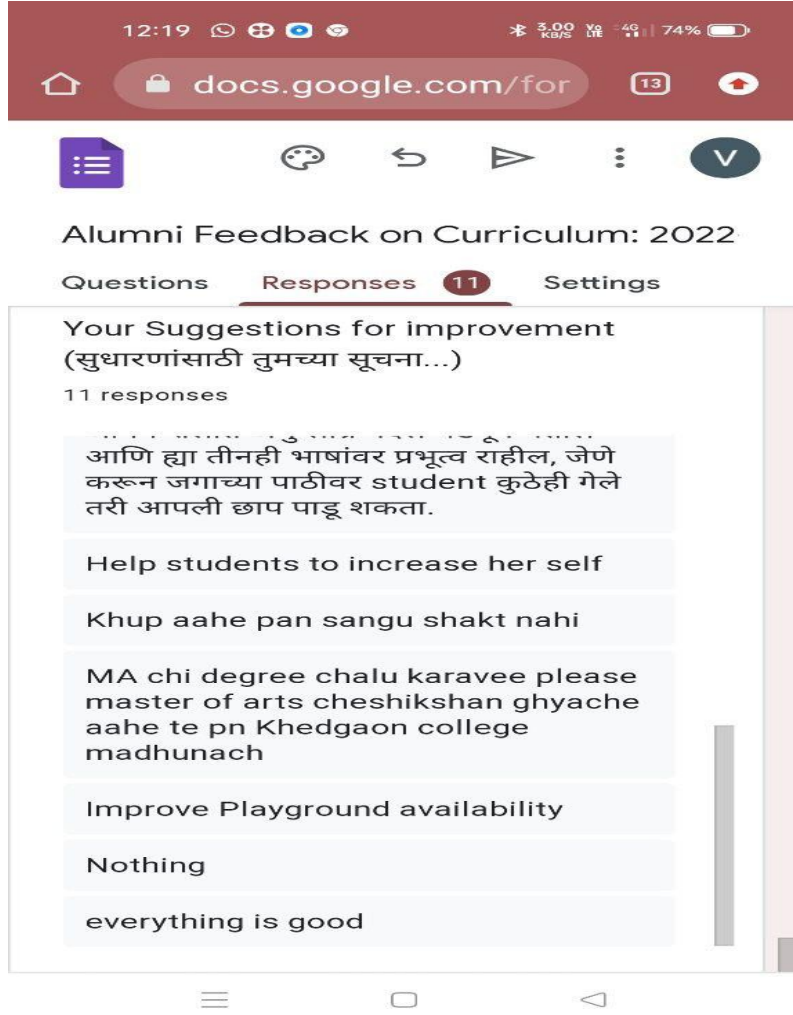 12:19 3.00 KB/S Vo LTE 4G 74%
docs.google.com/for 13
V
Alumni Feedback on Curriculum: 2022
Questions Responses 11 Settings
Your Suggestions for improvement
(सुधारणांसाठी तुमच्या सूचना...)
11 responses
आणि ह्या तीनही भाषांवर प्रभूत्व राहील, जेणे
करून जगाच्या पाठीवर student कुठेही गेले
तरी आपली छाप पाडू शकता.
Help students to increase her self
Khup aahe pan sangu shakt nahi
MA chi degree chalu karavee please
master of arts cheshikshan ghyache
aahe te pn Khedgaon college
madhunach
Improve Playground availability
Nothing
everything is good